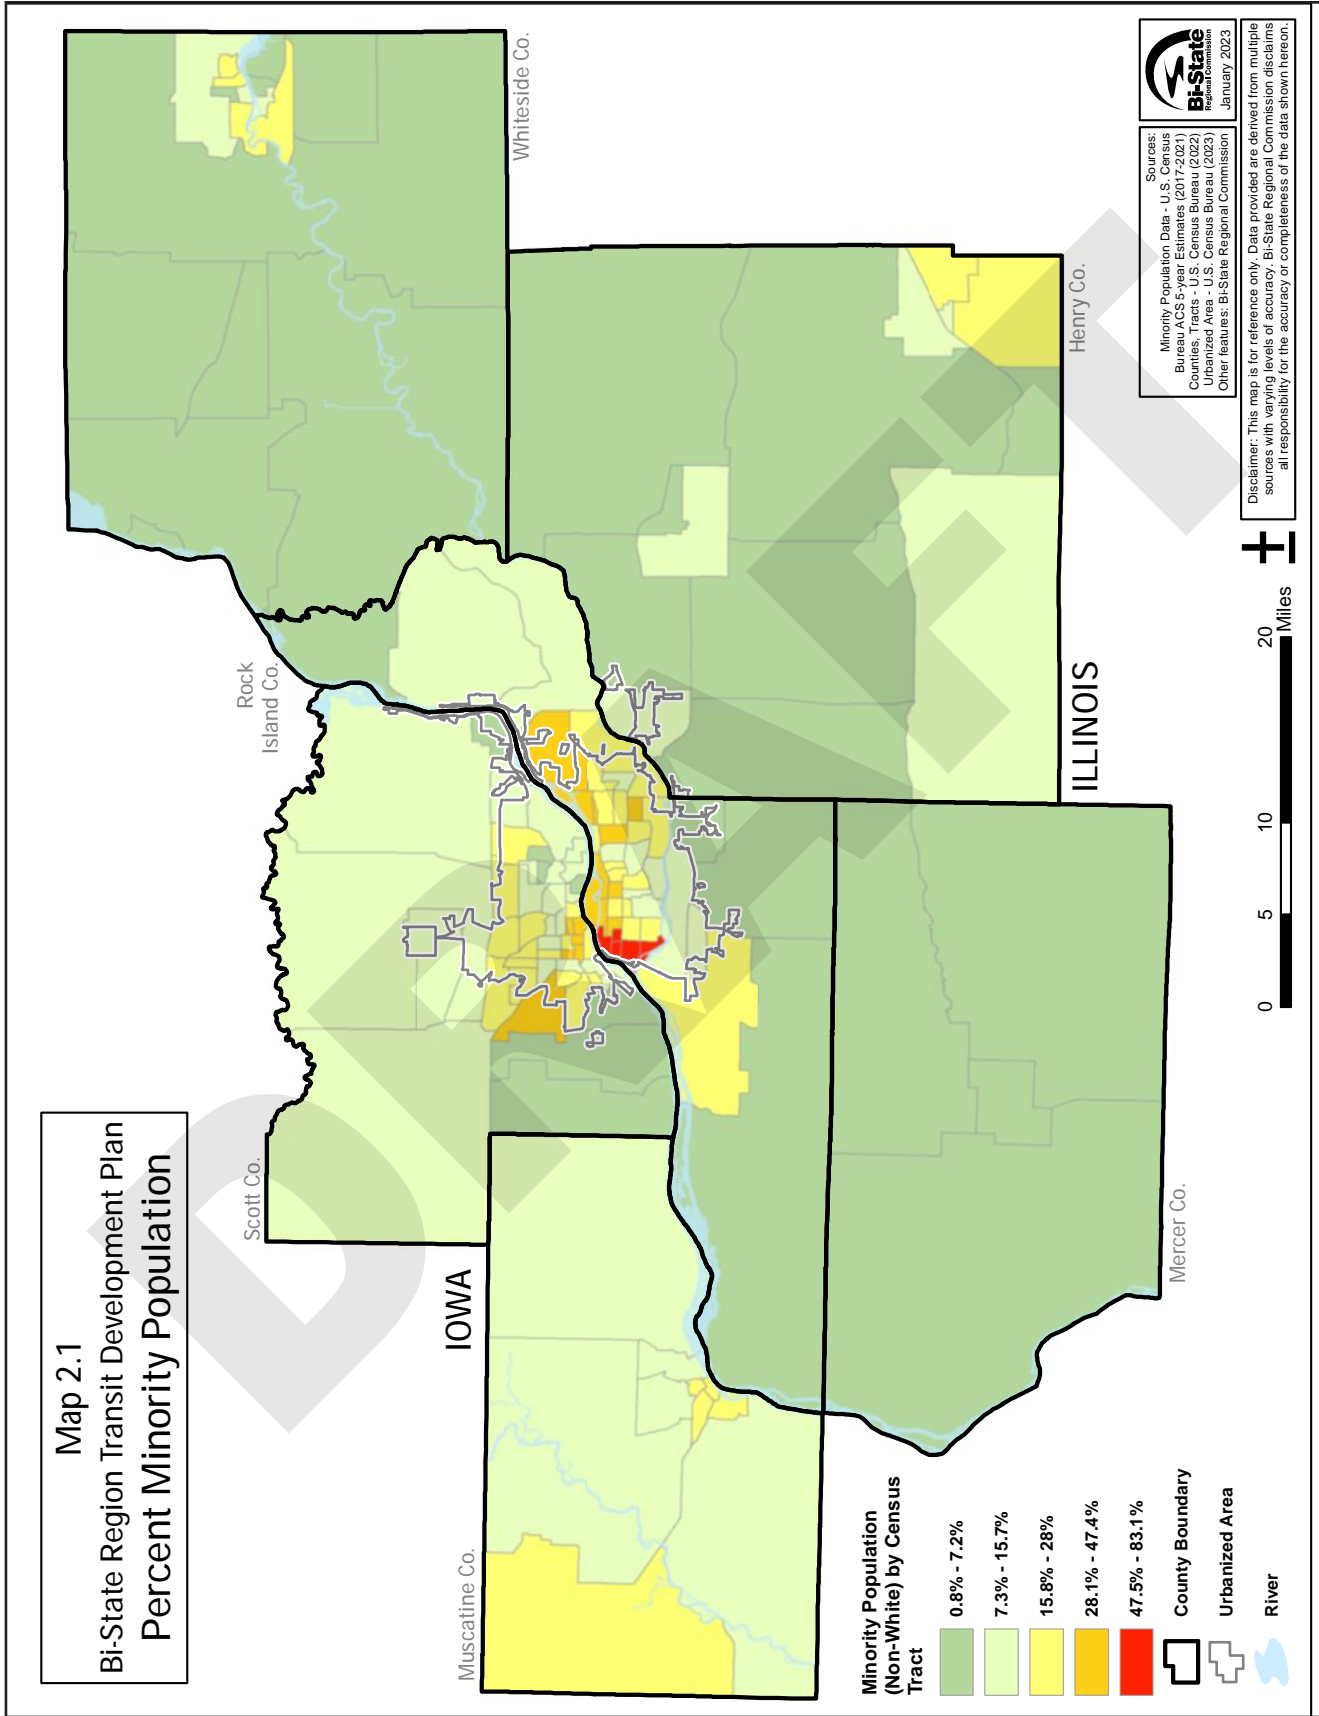 Map 2.1
Bi-State Region Transit Development Plan
Percent Minority Population
Scott Co.
Rock
Island Co.
Whiteside Co.
IOWA
Muscatine Co.
Henry Co.
ILLINOIS
Mercer Co.
Minority Population
(Non-White) by Census
Tract
0.8% - 7.2%
7.3% - 15.7%
15.8% - 28%
28.1% - 47.4%
47.5% - 83.1%
County Boundary
Urbanized Area
River
0 5 10 20
Miles
Sources:
Minority Population Data - U.S. Census
Bureau ACS 5-year Estimates (2017-2021)
Counties, Tracts - U.S. Census Bureau (2022)
Urbanized Area - U.S. Census Bureau (2023)
Other features: Bi-State Regional Commission
Bi-State
Regional Commission
January 2023
Disclaimer: This map is for reference only. Data provided are derived from multiple
sources with varying levels of accuracy. Bi-State Regional Commission disclaims
all responsibility for the accuracy or completeness of the data shown hereon.
DRAFT